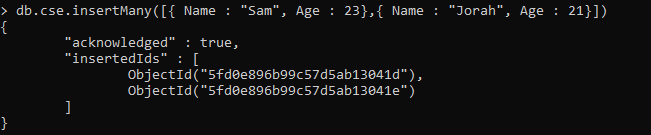 > db.cse.insertMany([{ Name : "Sam", Age : 23},{ Name : "Jorah", Age : 21}])
{
        "acknowledged" : true,
        "insertedIds" : [
                ObjectId("5fd0e896b99c57d5ab13041d"),
                ObjectId("5fd0e896b99c57d5ab13041e")
        ]
}